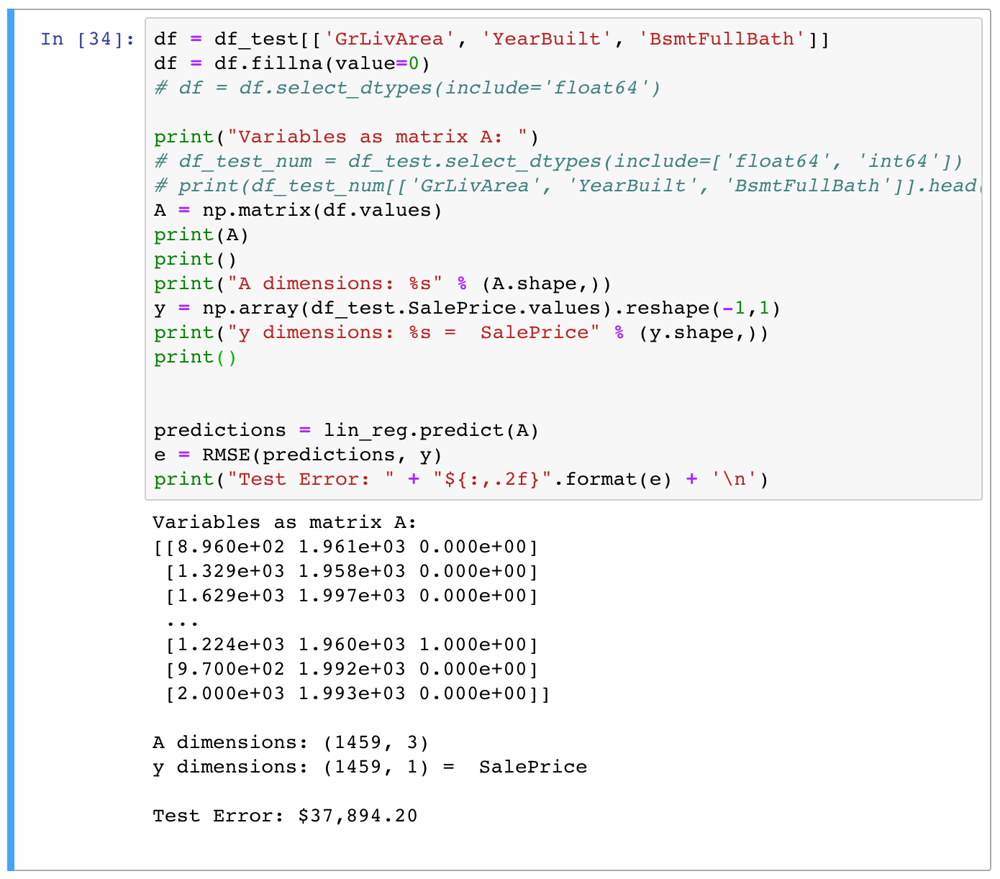 In [34]:
df = df_test[['GrLivArea', 'YearBuilt', 'BsmtFullBath']]
df = df.fillna(value=0)
# df = df.select_dtypes(include='float64')
print("Variables as matrix A: ")
# df_test_num = df_test.select_dtypes(include=['float64', 'int64'])
# print(df_test_num[['GrLivArea', 'YearBuilt', 'BsmtFullBath']].head(
A = np.matrix(df.values)
print(A)
print()
print("A dimensions: %s" % (A.shape,))
y = np.array(df_test.SalePrice.values).reshape(-1,1)
print("y dimensions: %s =  SalePrice" % (y.shape,))
print()
predictions = lin_reg.predict(A)
e = RMSE(predictions, y)
print("Test Error: " + "${:,.2f}".format(e) + '\n')
Variables as matrix A:
[[8.960e+02 1.961e+03 0.000e+00]
 [1.329e+03 1.958e+03 0.000e+00]
 [1.629e+03 1.997e+03 0.000e+00]
 ...
 [1.224e+03 1.960e+03 1.000e+00]
 [9.700e+02 1.992e+03 0.000e+00]
 [2.000e+03 1.993e+03 0.000e+00]]
A dimensions: (1459, 3)
y dimensions: (1459, 1) =  SalePrice
Test Error: $37,894.20